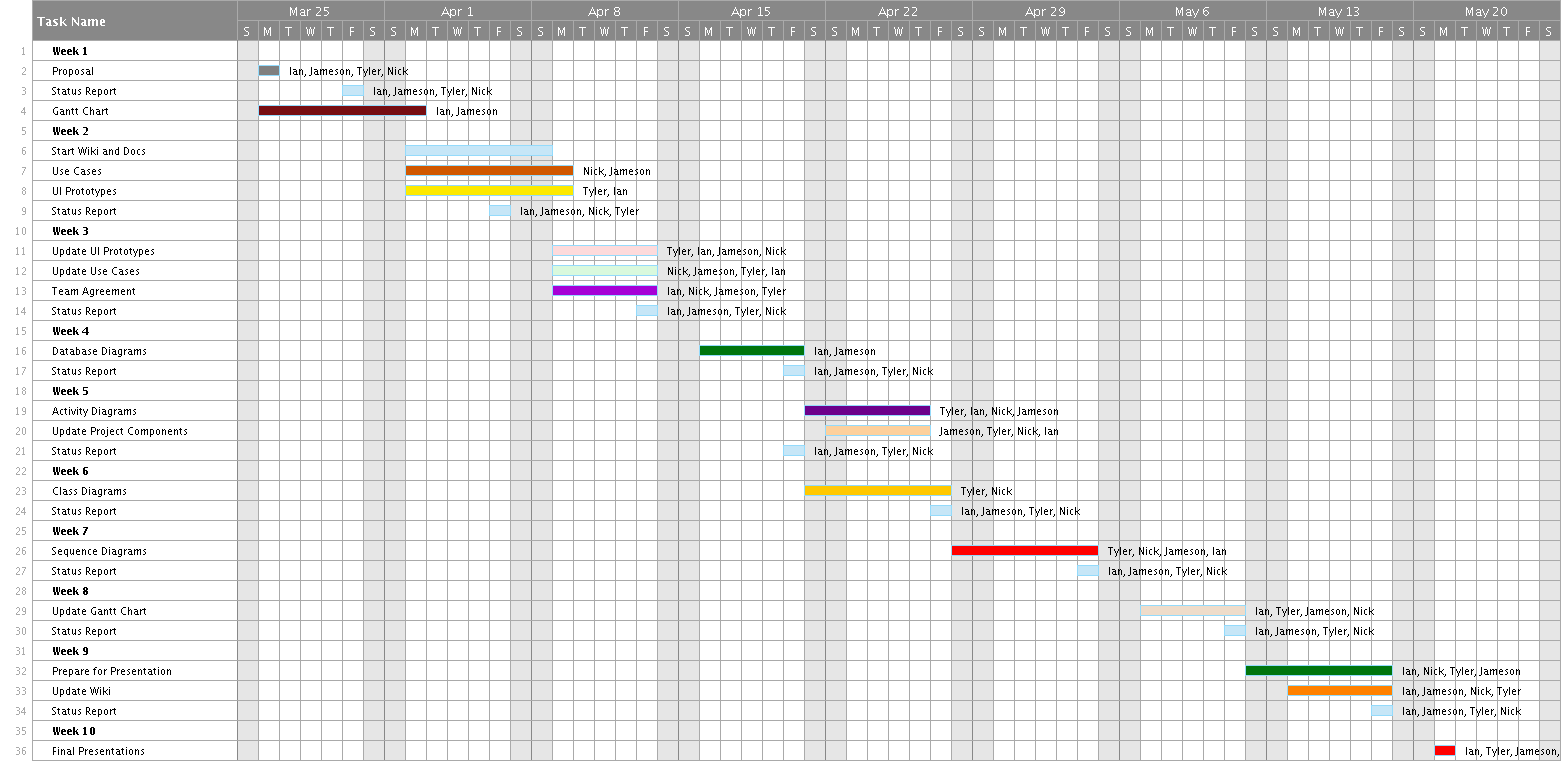 Task Name Mar 25 Apr 1 Apr 8 Apr 15 Apr 22 Apr 29 May 6 May 13 May 20
S M T W T F S S M T W T F S S M T W T F S S M T W T F S S M T W T F S S M T W T F S S M T W T F S S M T W T F S S M T W T F S
1 Week 1
2 Proposal Ian, Jameson, Tyler, Nick
3 Status Report Ian, Jameson, Tyler, Nick
4 Gantt Chart Ian, Jameson
5 Week 2
6 Start Wiki and Docs
7 Use Cases Nick, Jameson
8 UI Prototypes Tyler, Ian
9 Status Report Ian, Jameson, Nick, Tyler
10 Week 3
11 Update UI Prototypes Tyler, Ian, Jameson, Nick
12 Update Use Cases Nick, Jameson, Tyler, Ian
13 Team Agreement Ian, Nick, Jameson, Tyler
14 Status Report Ian, Jameson, Tyler, Nick
15 Week 4
16 Database Diagrams Ian, Jameson
17 Status Report Ian, Jameson, Tyler, Nick
18 Week 5
19 Activity Diagrams Tyler, Ian, Nick, Jameson
20 Update Project Components Jameson, Tyler, Nick, Ian
21 Status Report Ian, Jameson, Tyler, Nick
22 Week 6
23 Class Diagrams Tyler, Nick
24 Status Report Ian, Jameson, Tyler, Nick
25 Week 7
26 Sequence Diagrams Tyler, Nick, Jameson, Ian
27 Status Report Ian, Jameson, Tyler, Nick
28 Week 8
29 Update Gantt Chart Ian, Tyler, Jameson, Nick
30 Status Report Ian, Jameson, Tyler, Nick
31 Week 9
32 Prepare for Presentation Ian, Nick, Tyler, Jameson
33 Update Wiki Ian, Jameson, Nick, Tyler
34 Status Report Ian, Jameson, Tyler, Nick
35 Week 10
36 Final Presentations Ian, Tyler, Jameson,